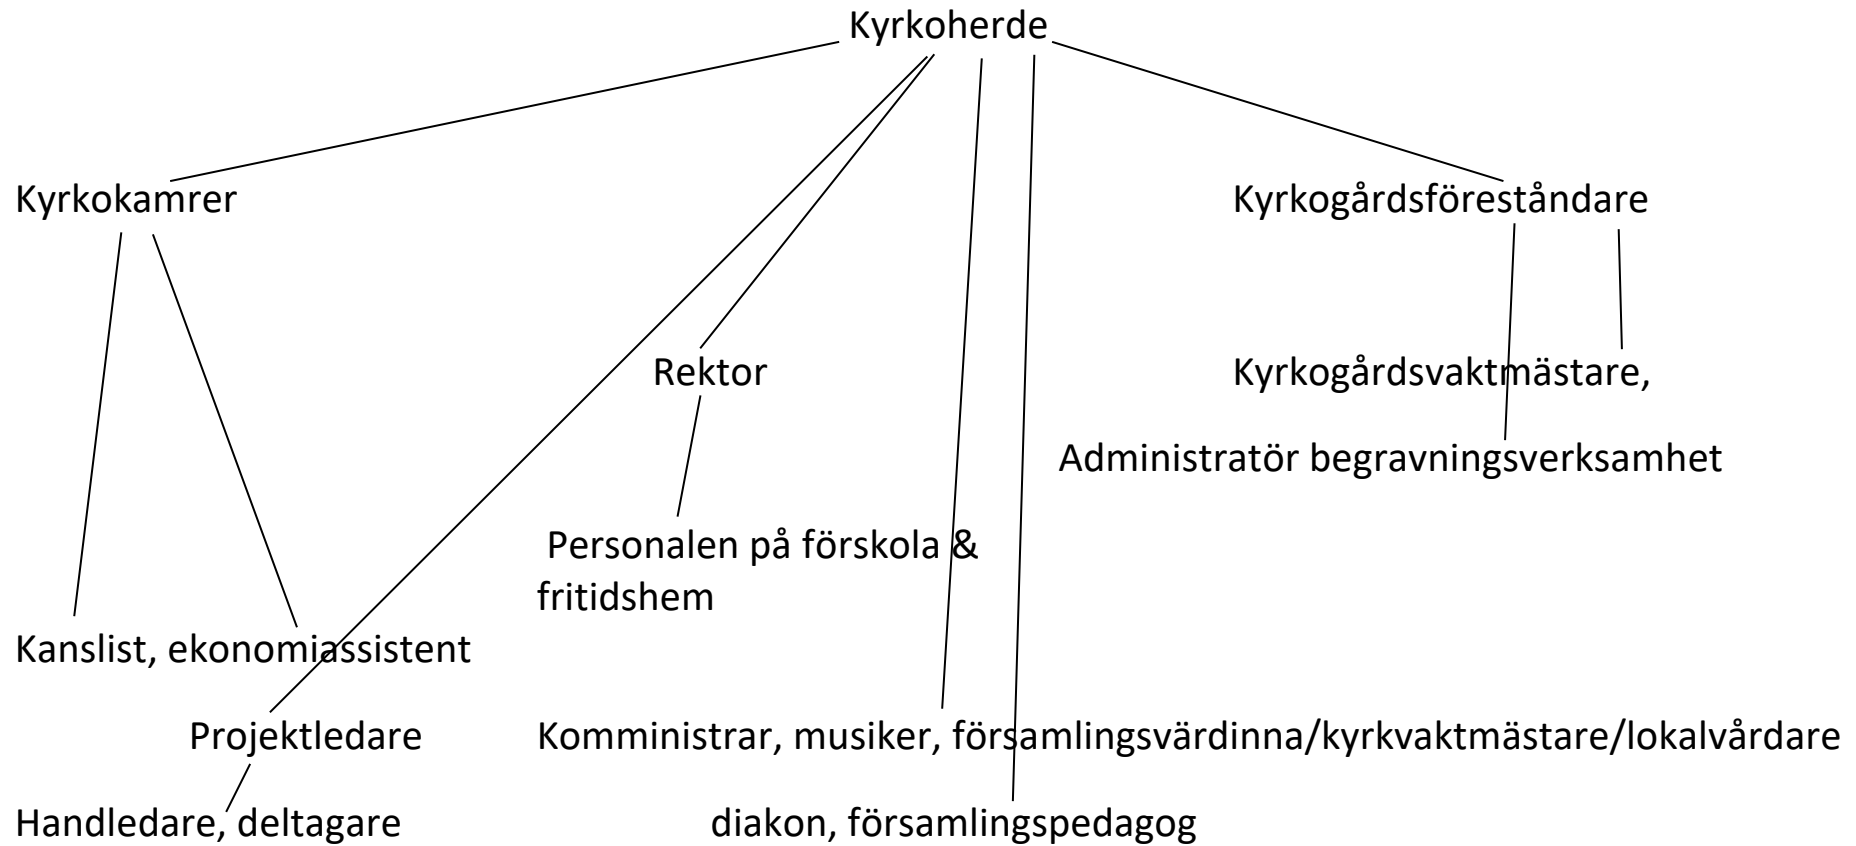 Kyrkoherde
Kyrkokamrer
Kyrkogårdsföreståndare
Rektor
Kyrkogårdsvaktmästare,
Administratör begravningsverksamhet
Personalen på förskola &
fritidshem
Kanslist, ekonomiassistent
Projektledare
Komministrar, musiker, församlingsvärdinna/kyrkvaktmästare/lokalvårdare
Handledare, deltagare
diakon, församlingspedagog